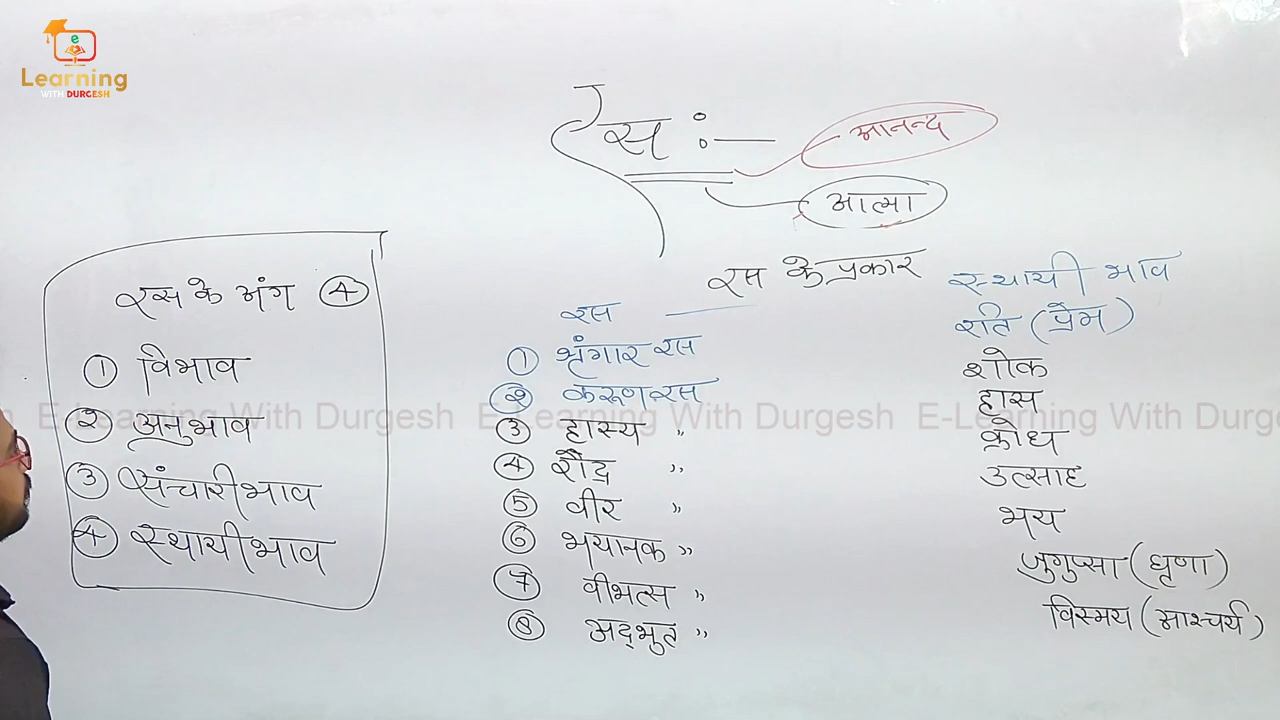 e
Learning
WITH DURGESH
रस :—
आनन्द
आत्मा
रस के अंग ④
① विभाव
② अनुभाव
③ संचारीभाव
④ स्थायीभाव
रस के प्रकार
रस
स्थायी भाव
① श्रृंगार रस
रति (प्रेम)
② करूण रस
शोक
③ हास्य "
हास
④ रौद्र "
क्रोध
⑤ वीर "
उत्साह
⑥ भयानक "
भय
⑦ वीभत्स "
जुगुप्सा (घृणा)
⑧ अद्भुत "
विस्मय (आश्चर्य)
E-Learning With Durgesh E-Learning With Durgesh E-Learning With Durge